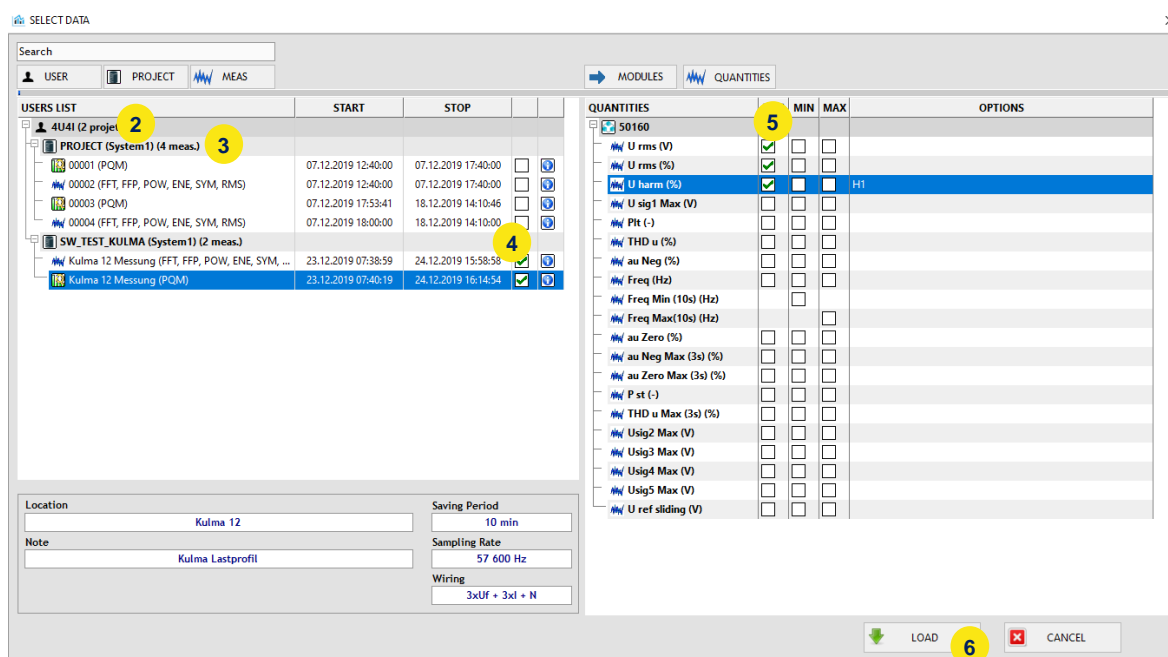 SELECT DATA
Search
USER PROJECT MEAS
MODULES QUANTITIES
USERS LIST START STOP
4U4I (2 projet
2
PROJECT (System1) (4 meas.)
3
00001 (PQM) 07.12.2019 12:40:00 07.12.2019 17:40:00
00002 (FFT, FFP, POW, ENE, SYM, RMS) 07.12.2019 12:40:00 07.12.2019 17:40:00
00003 (PQM) 07.12.2019 17:53:41 18.12.2019 14:10:46
00004 (FFT, FFP, POW, ENE, SYM, RMS) 07.12.2019 18:00:00 18.12.2019 14:10:00
SW_TEST_KULMA (System1) (2 meas.)
4
Kulma 12 Messung (FFT, FFP, POW, ENE, SYM, ... 23.12.2019 07:38:59 24.12.2019 15:58:58
Kulma 12 Messung (PQM) 23.12.2019 07:40:19 24.12.2019 16:14:54
Location
Kulma 12
Note
Kulma Lastprofil
Saving Period
10 min
Sampling Rate
57 600 Hz
Wiring
3xUf + 3xI + N
QUANTITIES MIN MAX OPTIONS
5
50160
U rms (V)
U rms (%)
U harm (%) H1
U sig1 Max (V)
Plt (-)
THD u (%)
au Neg (%)
Freq (Hz)
Freq Min (10s) (Hz)
Freq Max(10s) (Hz)
au Zero (%)
au Neg Max (3s) (%)
au Zero Max (3s) (%)
P st (-)
THD u Max (3s) (%)
Usig2 Max (V)
Usig3 Max (V)
Usig4 Max (V)
Usig5 Max (V)
U ref sliding (V)
LOAD
6
CANCEL